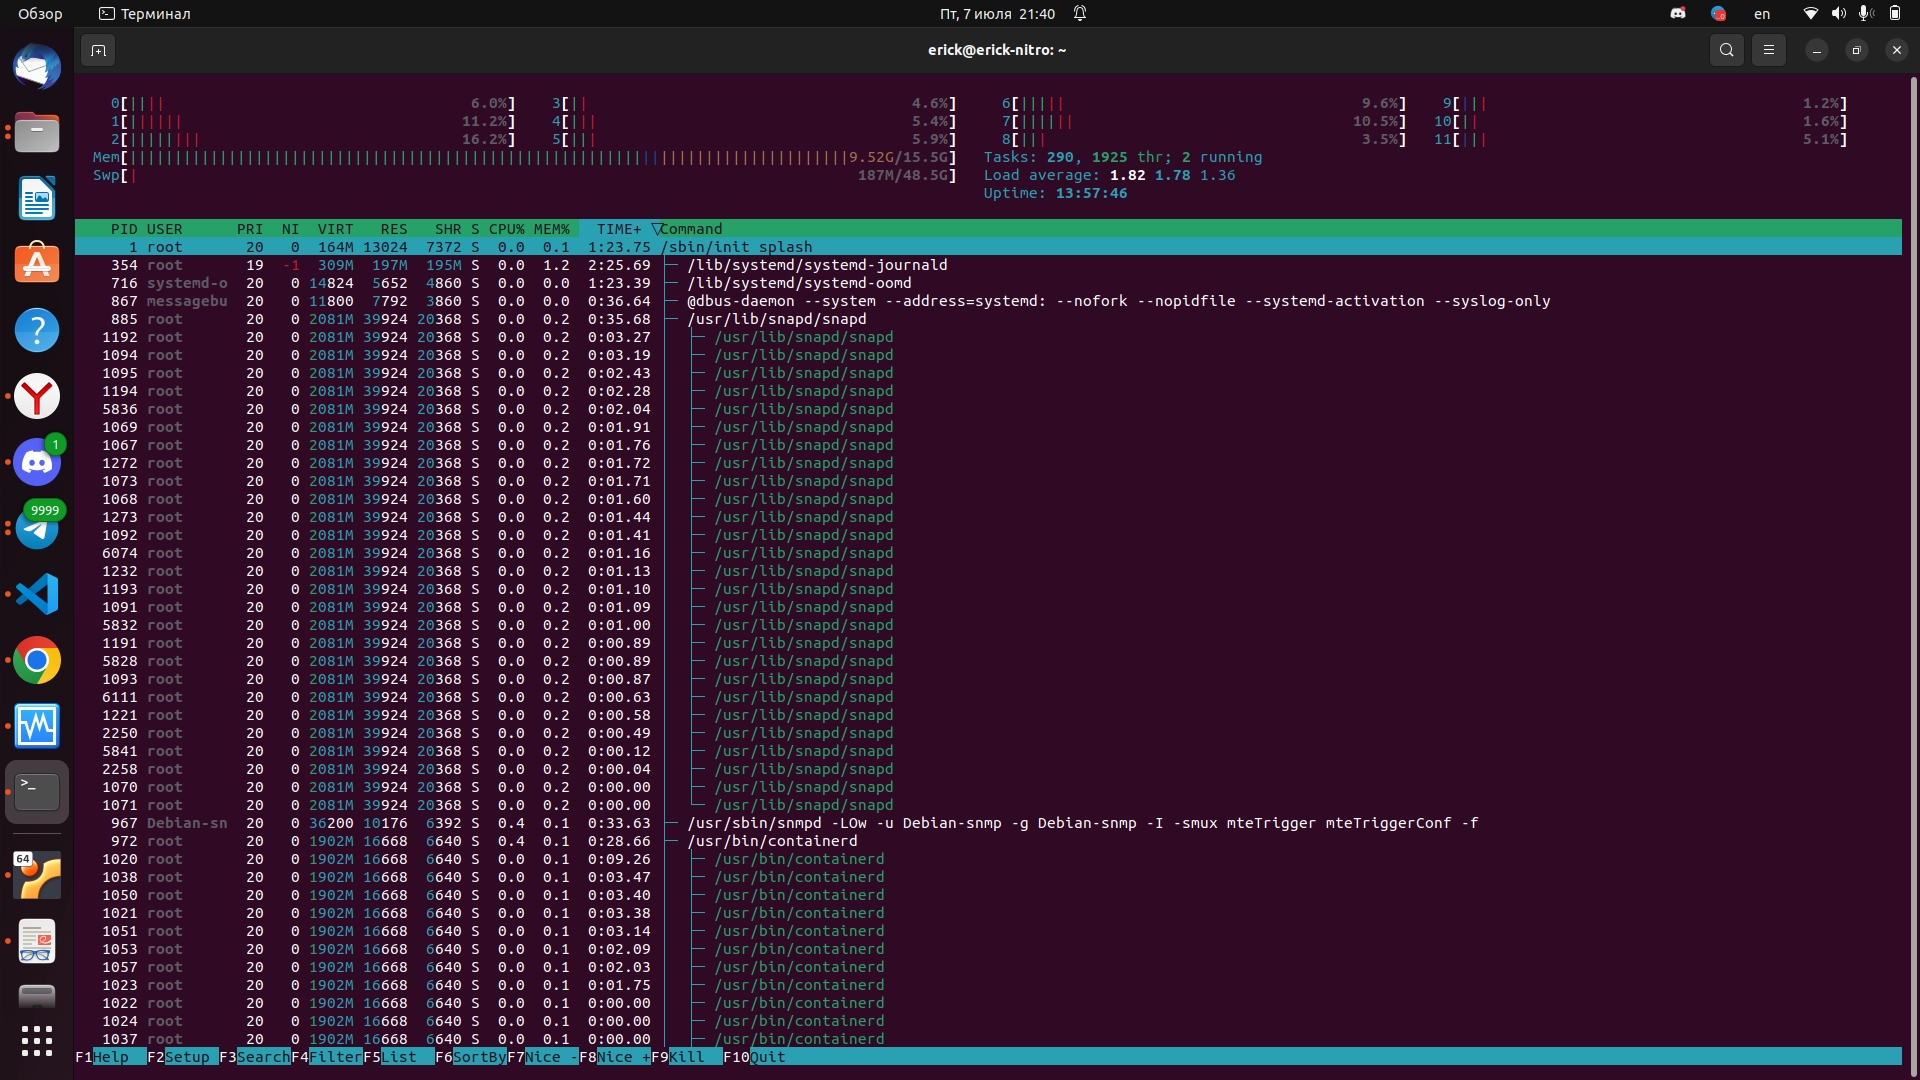 Обзор Терминал Пт, 7 июля 21:40 en
erick@erick-nitro: ~
0[|||| 6.0%] 3[|| 4.6%] 6[||||| 9.6%] 9[||| 1.2%]
1[|||||| 11.2%] 4[||| 5.4%] 7[|||||| 10.5%] 10[|| 1.6%]
2[|||||||| 16.2%] 5[||| 5.9%] 8[||| 3.5%] 11[||| 5.1%]
Mem[||||||||||||||||||||||||||||||||||||||||||||||||||||||||||||||||||||||||||||||||9.52G/15.5G] Tasks: 290, 1925 thr; 2 running
Swp[| 187M/48.5G] Load average: 1.82 1.78 1.36
Uptime: 13:57:46
PID USER PRI NI VIRT RES SHR S CPU% MEM% TIME+ ▽Command
1 root 20 0 164M 13024 7372 S 0.0 0.1 1:23.75 /sbin/init splash
354 root 19 -1 309M 197M 195M S 0.0 1.2 2:25.69 ├─ /lib/systemd/systemd-journald
716 systemd-o 20 0 14824 5652 4860 S 0.0 0.0 1:23.39 ├─ /lib/systemd/systemd-oomd
867 messagebu 20 0 11800 7792 3860 S 0.0 0.0 0:36.64 ├─ @dbus-daemon --system --address=systemd: --nofork --nopidfile --systemd-activation --syslog-only
885 root 20 0 2081M 39924 20368 S 0.0 0.2 0:35.68 ├─ /usr/lib/snapd/snapd
1192 root 20 0 2081M 39924 20368 S 0.0 0.2 0:03.27 │ ├─ /usr/lib/snapd/snapd
1094 root 20 0 2081M 39924 20368 S 0.0 0.2 0:03.19 │ ├─ /usr/lib/snapd/snapd
1095 root 20 0 2081M 39924 20368 S 0.0 0.2 0:02.43 │ ├─ /usr/lib/snapd/snapd
1194 root 20 0 2081M 39924 20368 S 0.0 0.2 0:02.28 │ ├─ /usr/lib/snapd/snapd
5836 root 20 0 2081M 39924 20368 S 0.0 0.2 0:02.04 │ ├─ /usr/lib/snapd/snapd
1069 root 20 0 2081M 39924 20368 S 0.0 0.2 0:01.91 │ ├─ /usr/lib/snapd/snapd
1067 root 20 0 2081M 39924 20368 S 0.0 0.2 0:01.76 │ ├─ /usr/lib/snapd/snapd
1272 root 20 0 2081M 39924 20368 S 0.0 0.2 0:01.72 │ ├─ /usr/lib/snapd/snapd
1073 root 20 0 2081M 39924 20368 S 0.0 0.2 0:01.71 │ ├─ /usr/lib/snapd/snapd
1068 root 20 0 2081M 39924 20368 S 0.0 0.2 0:01.60 │ ├─ /usr/lib/snapd/snapd
1273 root 20 0 2081M 39924 20368 S 0.0 0.2 0:01.44 │ ├─ /usr/lib/snapd/snapd
1092 root 20 0 2081M 39924 20368 S 0.0 0.2 0:01.41 │ ├─ /usr/lib/snapd/snapd
6074 root 20 0 2081M 39924 20368 S 0.0 0.2 0:01.16 │ ├─ /usr/lib/snapd/snapd
1232 root 20 0 2081M 39924 20368 S 0.0 0.2 0:01.13 │ ├─ /usr/lib/snapd/snapd
1193 root 20 0 2081M 39924 20368 S 0.0 0.2 0:01.10 │ ├─ /usr/lib/snapd/snapd
1091 root 20 0 2081M 39924 20368 S 0.0 0.2 0:01.09 │ ├─ /usr/lib/snapd/snapd
5832 root 20 0 2081M 39924 20368 S 0.0 0.2 0:01.00 │ ├─ /usr/lib/snapd/snapd
1191 root 20 0 2081M 39924 20368 S 0.0 0.2 0:00.89 │ ├─ /usr/lib/snapd/snapd
5828 root 20 0 2081M 39924 20368 S 0.0 0.2 0:00.89 │ ├─ /usr/lib/snapd/snapd
1093 root 20 0 2081M 39924 20368 S 0.0 0.2 0:00.87 │ ├─ /usr/lib/snapd/snapd
6111 root 20 0 2081M 39924 20368 S 0.0 0.2 0:00.63 │ ├─ /usr/lib/snapd/snapd
1221 root 20 0 2081M 39924 20368 S 0.0 0.2 0:00.58 │ ├─ /usr/lib/snapd/snapd
2250 root 20 0 2081M 39924 20368 S 0.0 0.2 0:00.49 │ ├─ /usr/lib/snapd/snapd
5841 root 20 0 2081M 39924 20368 S 0.0 0.2 0:00.12 │ ├─ /usr/lib/snapd/snapd
2258 root 20 0 2081M 39924 20368 S 0.0 0.2 0:00.04 │ ├─ /usr/lib/snapd/snapd
1070 root 20 0 2081M 39924 20368 S 0.0 0.2 0:00.00 │ ├─ /usr/lib/snapd/snapd
1071 root 20 0 2081M 39924 20368 S 0.0 0.2 0:00.00 │ └─ /usr/lib/snapd/snapd
967 Debian-sn 20 0 36200 10176 6392 S 0.4 0.1 0:33.63 ├─ /usr/sbin/snmpd -LOw -u Debian-snmp -g Debian-snmp -I -smux mteTrigger mteTriggerConf -f
972 root 20 0 1902M 16668 6640 S 0.4 0.1 0:28.66 ├─ /usr/bin/containerd
1020 root 20 0 1902M 16668 6640 S 0.0 0.1 0:09.26 │ ├─ /usr/bin/containerd
1038 root 20 0 1902M 16668 6640 S 0.0 0.1 0:03.47 │ ├─ /usr/bin/containerd
1050 root 20 0 1902M 16668 6640 S 0.0 0.1 0:03.40 │ ├─ /usr/bin/containerd
1021 root 20 0 1902M 16668 6640 S 0.0 0.1 0:03.38 │ ├─ /usr/bin/containerd
1051 root 20 0 1902M 16668 6640 S 0.0 0.1 0:03.14 │ ├─ /usr/bin/containerd
1053 root 20 0 1902M 16668 6640 S 0.0 0.1 0:02.09 │ ├─ /usr/bin/containerd
1057 root 20 0 1902M 16668 6640 S 0.0 0.1 0:02.03 │ ├─ /usr/bin/containerd
1023 root 20 0 1902M 16668 6640 S 0.0 0.1 0:01.75 │ ├─ /usr/bin/containerd
1022 root 20 0 1902M 16668 6640 S 0.0 0.1 0:00.00 │ ├─ /usr/bin/containerd
1024 root 20 0 1902M 16668 6640 S 0.0 0.1 0:00.00 │ ├─ /usr/bin/containerd
1037 root 20 0 1902M 16668 6640 S 0.0 0.1 0:00.00 │ ├─ /usr/bin/containerd
F1Help F2Setup F3SearchF4FilterF5List F6SortByF7Nice -F8Nice +F9Kill F10Quit
1
9999
64